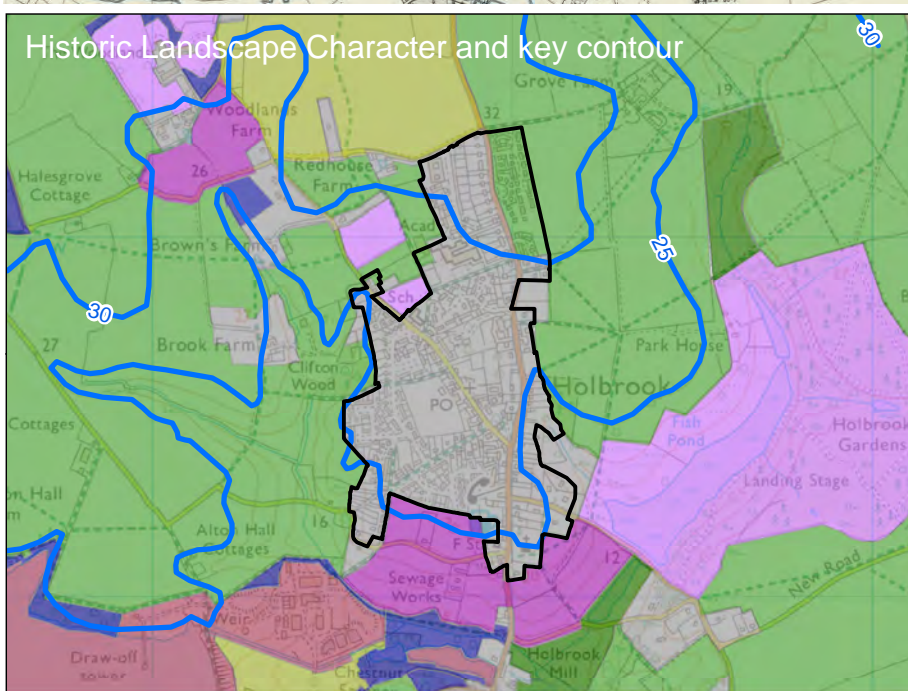 Historic Landscape Character and key contour
30
Grove Farm
19
32
Woodlands
Farm
Redhouse
Farm
26
Halesgrove
Cottage
Acad
Brown's Farm
25
Sch
30
27
Brook Farm
Clifton
Wood
Park House
Holbrook
PO
Fish
Pond
Holbrook
Gardens
Cottages
Landing Stage
on Hall
m
16
Alton Hall
Cottages
F S
12
Sewage
Works
New Road
Weir
Draw-off
tower
Chestnut
Holbrook
Mill